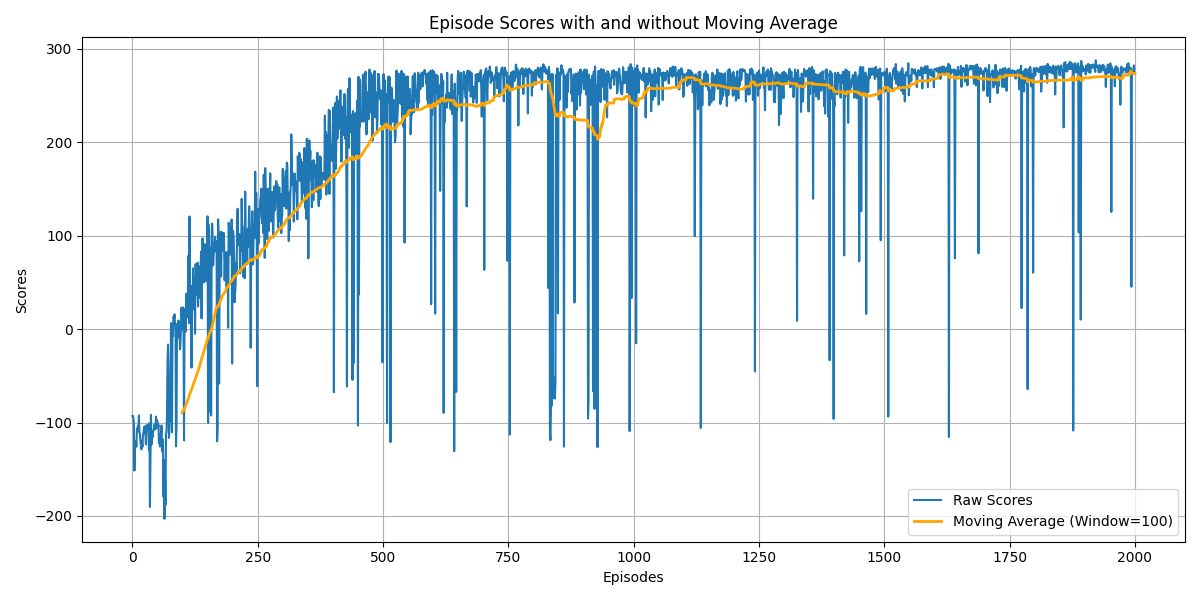 Episode Scores with and without Moving Average
300
200
100
0
−100
−200
Scores
0 250 500 750 1000 1250 1500 1750 2000
Episodes
Raw Scores
Moving Average (Window=100)